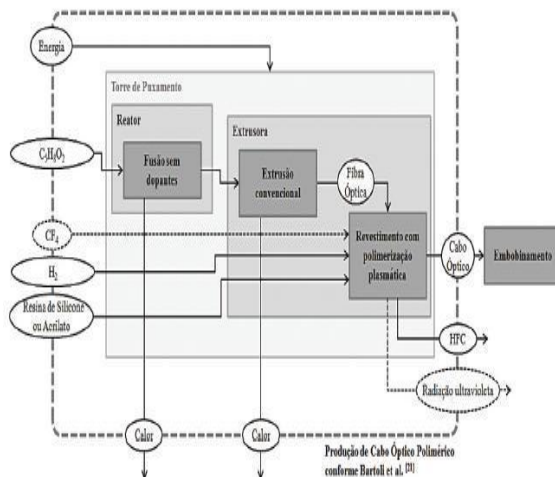 Energia
Torre de Puxamento
Reator
Extrusora
C₅H₈O₂
Fusão sem
dopantes
Extrusão
convencional
Fibra
Óptica
CF₄
H₂
Resina de Silicone
ou Acrilato
Revestimento com
polimerização
plasmática
Cabo
Óptico
Embobinamento
HFC
Radiação ultravioleta
Calor
Calor
Produção de Cabo Óptico Polimérico
conforme Bartoli et al. [21]